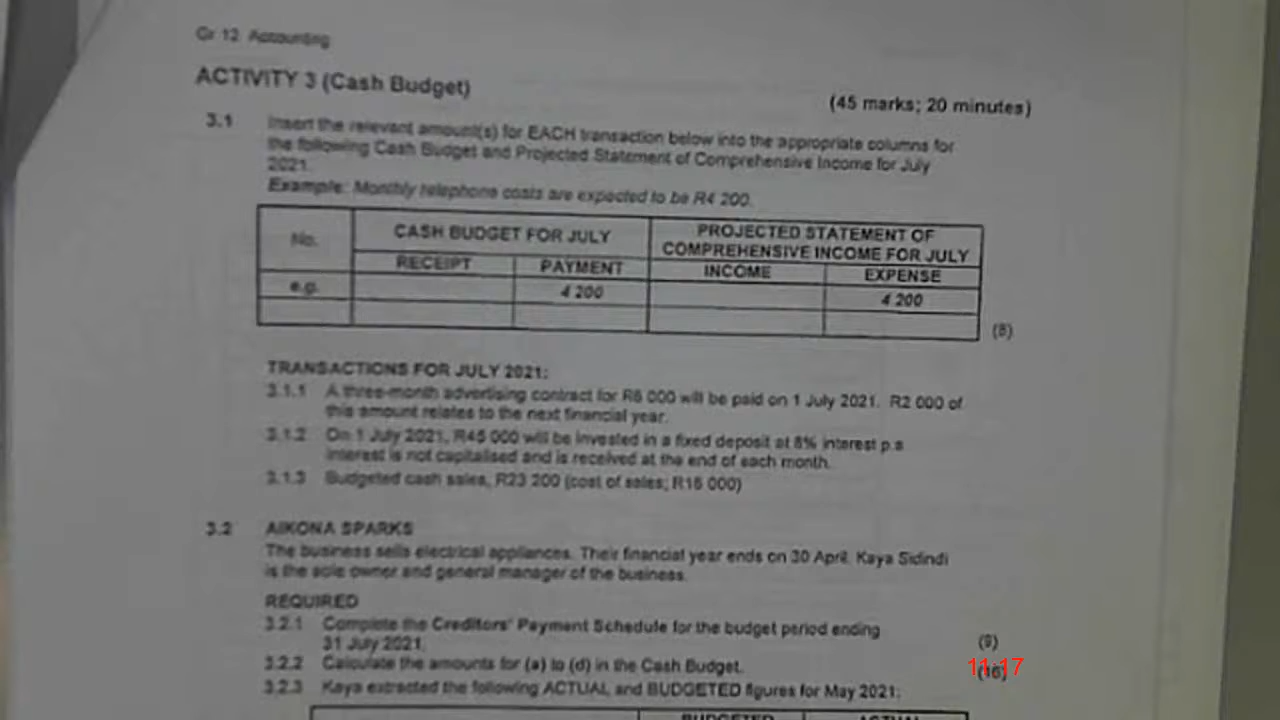 Gr 12 Accounting
ACTIVITY 3 (Cash Budget)
(45 marks; 20 minutes)
3.1 Insert the relevant amount(s) for EACH transaction below into the appropriate columns for
the following Cash Budget and Projected Statement of Comprehensive Income for July
2021.
Example: Monthly telephone costs are expected to be R4 200.
No. CASH BUDGET FOR JULY PROJECTED STATEMENT OF
COMPREHENSIVE INCOME FOR JULY
RECEIPT PAYMENT INCOME EXPENSE
e.g. 4 200 4 200
(8)
TRANSACTIONS FOR JULY 2021:
3.1.1 A three-month advertising contract for R6 000 will be paid on 1 July 2021. R2 000 of
this amount relates to the next financial year.
3.1.2 On 1 July 2021, R45 000 will be invested in a fixed deposit at 8% interest p.a
Interest is not capitalised and is received at the end of each month.
3.1.3 Budgeted cash sales, R23 200 (cost of sales; 000)
3.2 AIKONA SPARKS
The business sells electrical appliances. Their financial year ends on 30 April. Kaya Sidindi
is the sole owner and general manager of the business.
REQUIRED
3.2.1 Complete the Creditors' Payment Schedule for the budget period ending
31 July 2021. (9)
3.2.2 Calculate the amounts for (a) to (d) in the Cash Budget.
11:17
3.2.3 Kaya extracted the following ACTUAL and BUDGETED figures for May 2021:
BUDGETED ACTUAL